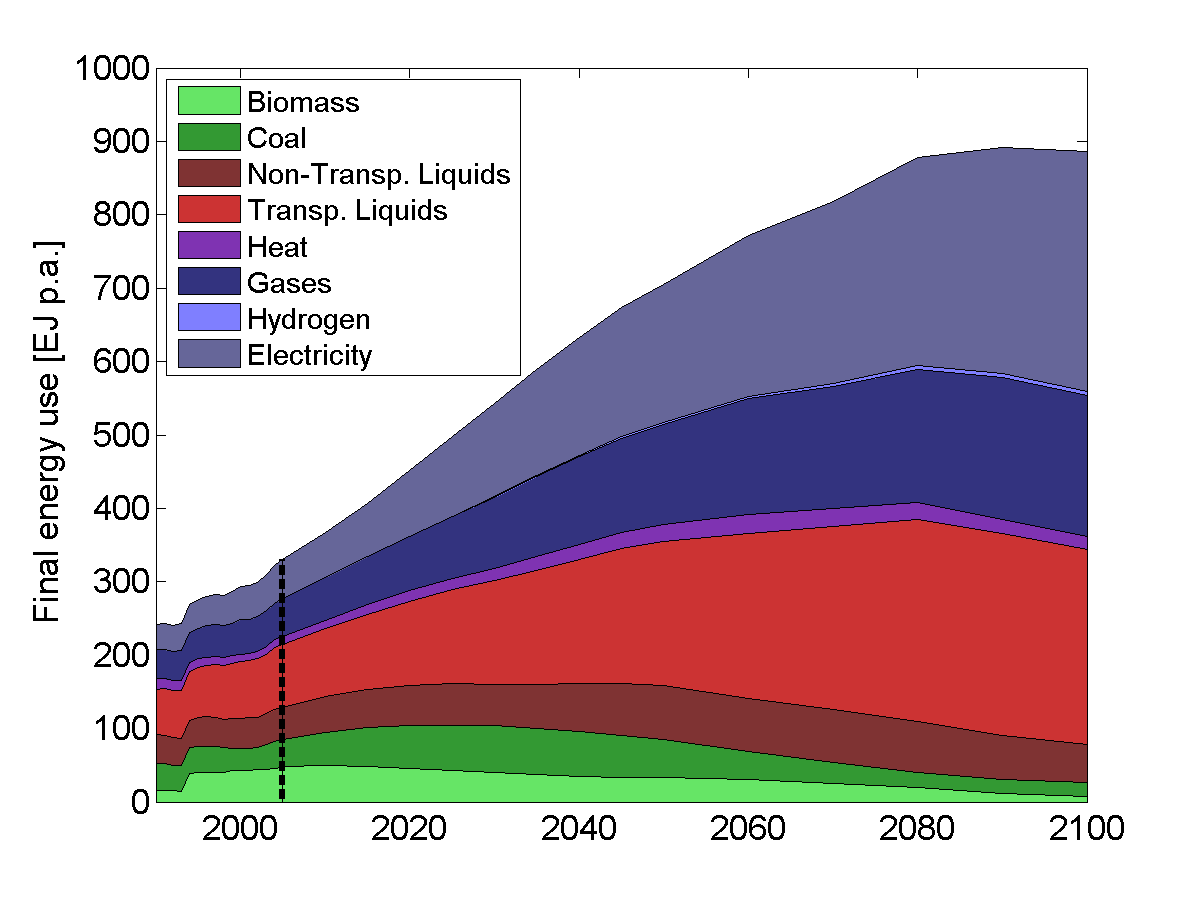 1000
900
800
700
600
500
400
300
200
100
0
Final energy use [EJ p.a.]
Biomass
Coal
Non-Transp. Liquids
Transp. Liquids
Heat
Gases
Hydrogen
Electricity
2000
2020
2040
2060
2080
2100